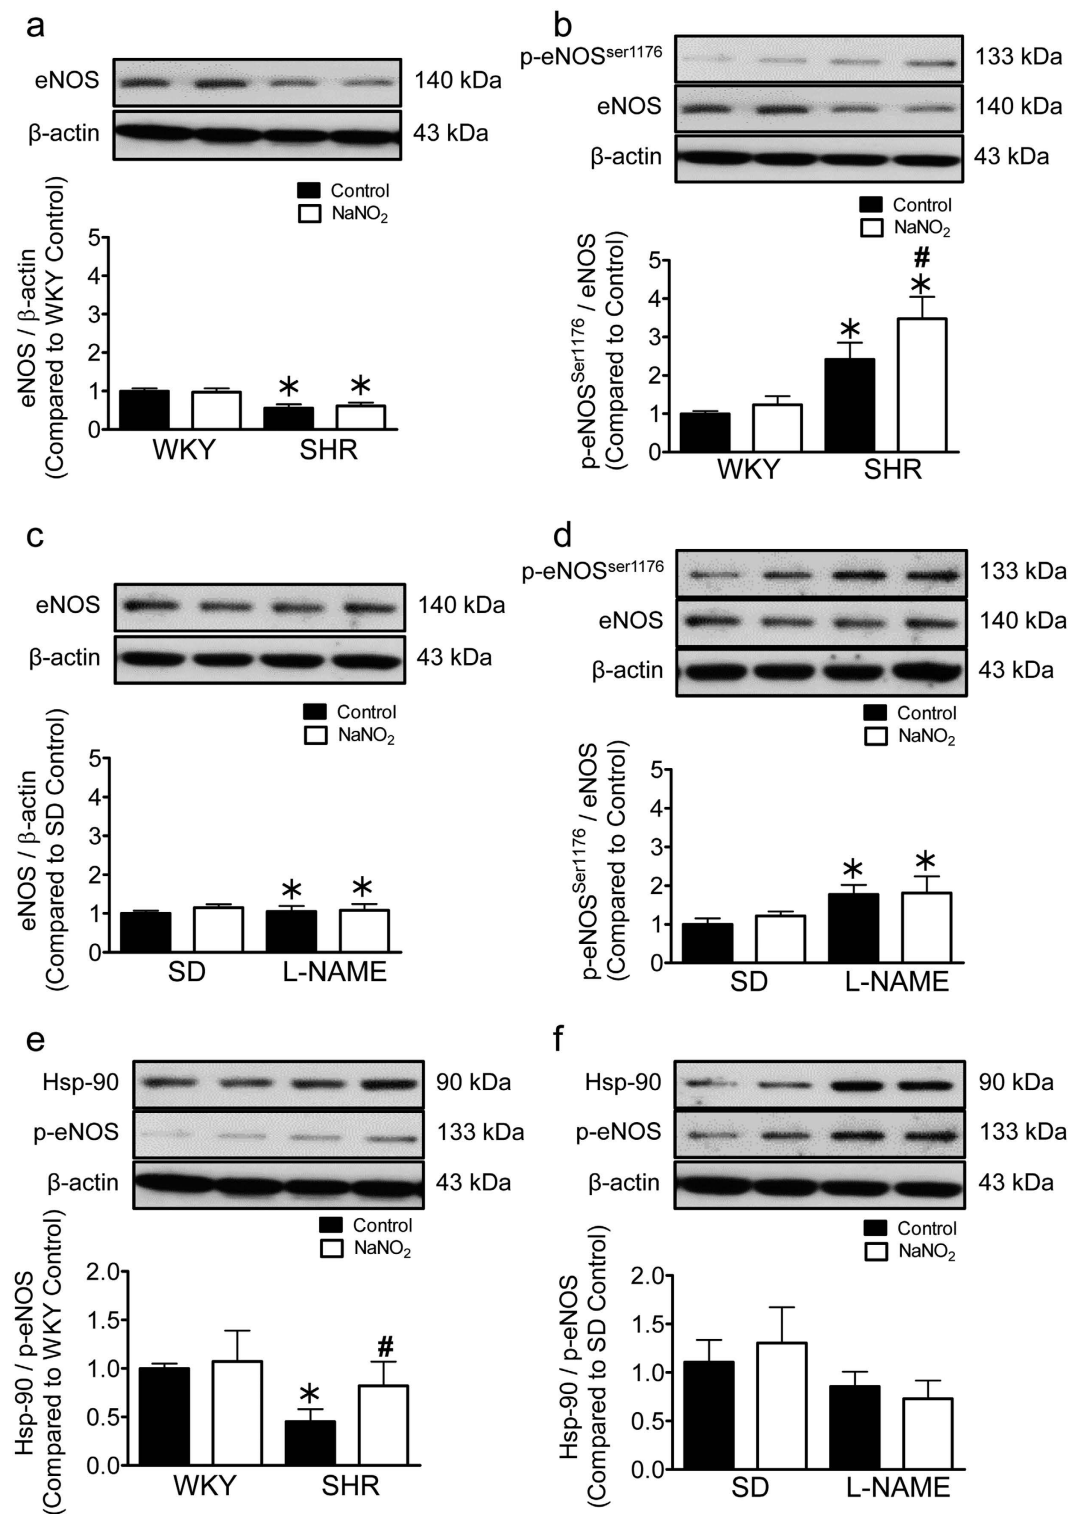 a
eNOS 140 kDa
β-actin 43 kDa
Control
NaNO₂
eNOS / β-actin
(Compared to WKY Control)
5
4
3
2
1
0
* *
WKY SHR
b
p-eNOSˢᵉʳ¹¹⁷⁶ 133 kDa
eNOS 140 kDa
β-actin 43 kDa
Control
NaNO₂
p-eNOS^Ser1176 / eNOS
(Compared to Control)
5
4
3
2
1
0
#
* *
WKY SHR
c
eNOS 140 kDa
β-actin 43 kDa
Control
NaNO₂
eNOS / β-actin
(Compared to SD Control)
5
4
3
2
1
0
* *
SD L-NAME
d
p-eNOSˢᵉʳ¹¹⁷⁶ 133 kDa
eNOS 140 kDa
β-actin 43 kDa
Control
NaNO₂
p-eNOS^Ser1176 / eNOS
(Compared to Control)
5
4
3
2
1
0
* *
SD L-NAME
e
Hsp-90 90 kDa
p-eNOS 133 kDa
β-actin 43 kDa
Control
NaNO₂
Hsp-90 / p-eNOS
(Compared to WKY Control)
2.0
1.5
1.0
0.5
0.0
* #
WKY SHR
f
Hsp-90 90 kDa
p-eNOS 133 kDa
β-actin 43 kDa
Control
NaNO₂
Hsp-90 / p-eNOS
(Compared to SD Control)
2.0
1.5
1.0
0.5
0.0
SD L-NAME